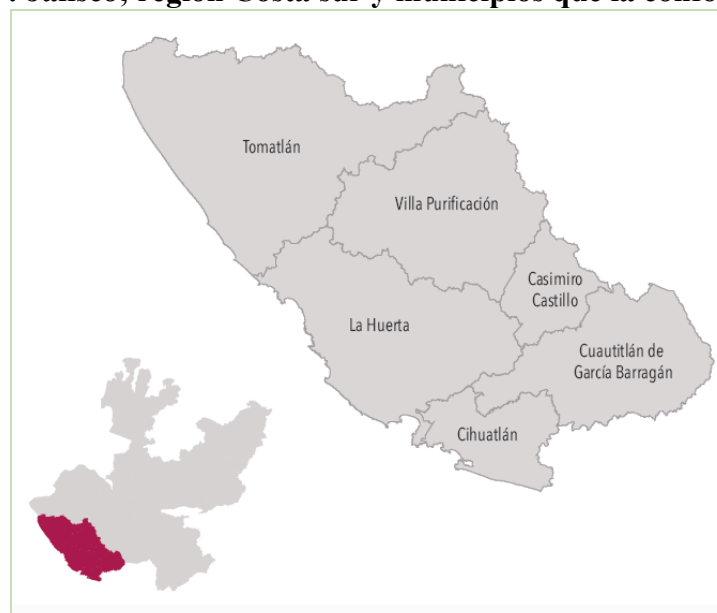 Jalisco, región Costa sur y municipios que la
Tomatlán
Villa Purificación
Casimiro
Castillo
La Huerta
Cuautitlán de
García Barragán
Cihuatlán